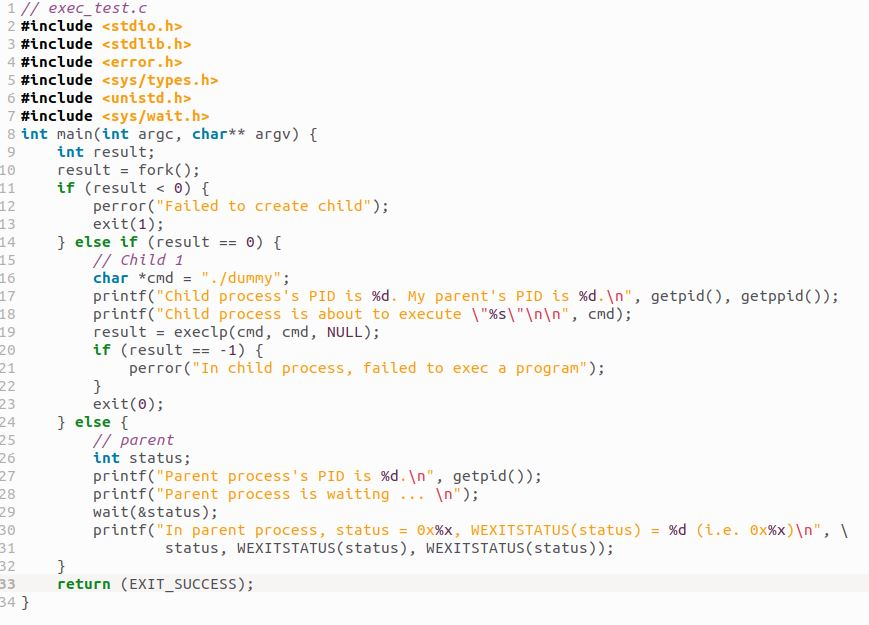 1 // exec_test.c
2 #include <stdio.h>
3 #include <stdlib.h>
4 #include <error.h>
5 #include <sys/types.h>
6 #include <unistd.h>
7 #include <sys/wait.h>
8 int main(int argc, char** argv) {
9     int result;
10     result = fork();
11     if (result < 0) {
12         perror("Failed to create child");
13         exit(1);
14     } else if (result == 0) {
15         // Child 1
16         char *cmd = "./dummy";
17         printf("Child process's PID is %d. My parent's PID is %d.\n", getpid(), getppid());
18         printf("Child process is about to execute \"%s\"\n\n", cmd);
19         result = execlp(cmd, cmd, NULL);
20         if (result == -1) {
21             perror("In child process, failed to exec a program");
22         }
23         exit(0);
24     } else {
25         // parent
26         int status;
27         printf("Parent process's PID is %d.\n", getpid());
28         printf("Parent process is waiting ... \n");
29         wait(&status);
30         printf("In parent process, status = 0x%x, WEXITSTATUS(status) = %d (i.e. 0x%x)\n", \
31                 status, WEXITSTATUS(status), WEXITSTATUS(status));
32     }
33     return (EXIT_SUCCESS);
34 }